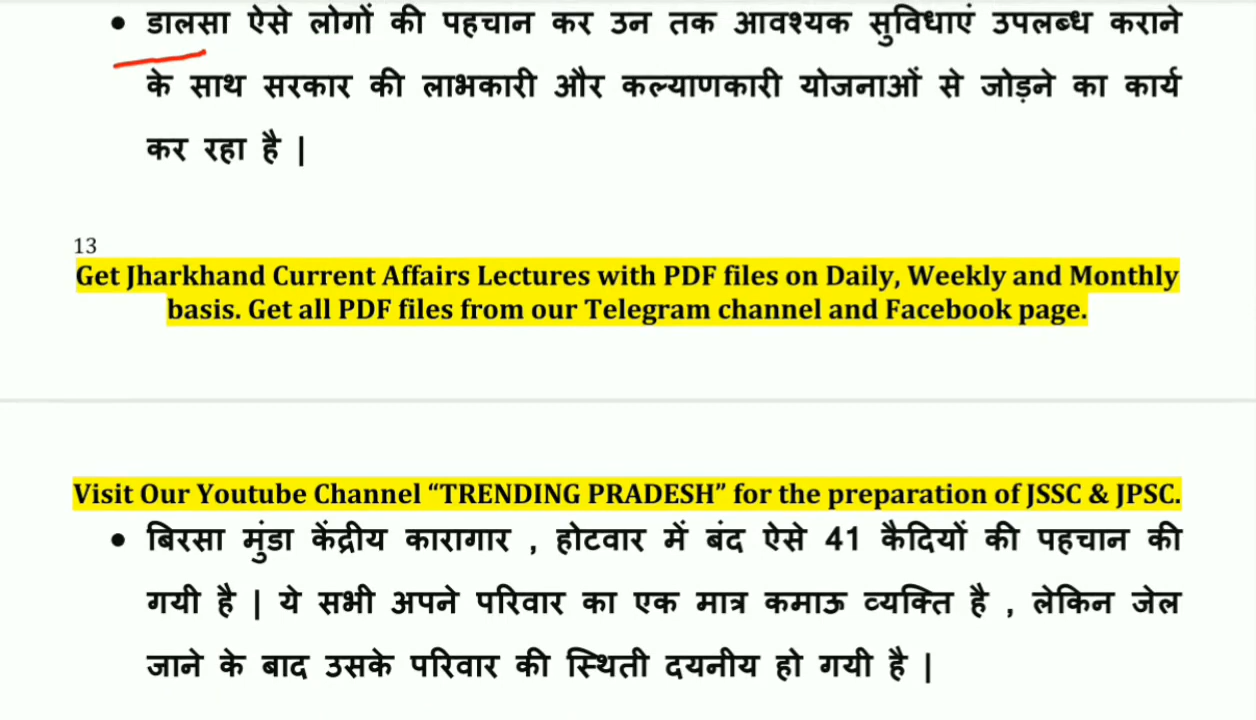 • डालसा ऐसे लोगों की पहचान कर उन तक आवश्यक सुविधाएं उपलब्ध कराने
के साथ सरकार की लाभकारी और कल्याणकारी योजनाओं से जोड़ने का कार्य
कर रहा है |
13
Get Jharkhand Current Affairs Lectures with PDF files on Daily, Weekly and Monthly
basis. Get all PDF files from our Telegram channel and Facebook page.
Visit Our Youtube Channel “TRENDING PRADESH” for the preparation of JSSC & JPSC.
• बिरसा मुंडा केंद्रीय कारागार , होटवार में बंद ऐसे 41 कैदियों की पहचान की
गयी है | ये सभी अपने परिवार का एक मात्र कमाऊ व्यक्ति है , लेकिन जेल
जाने के बाद उसके परिवार की स्थिती दयनीय हो गयी है |